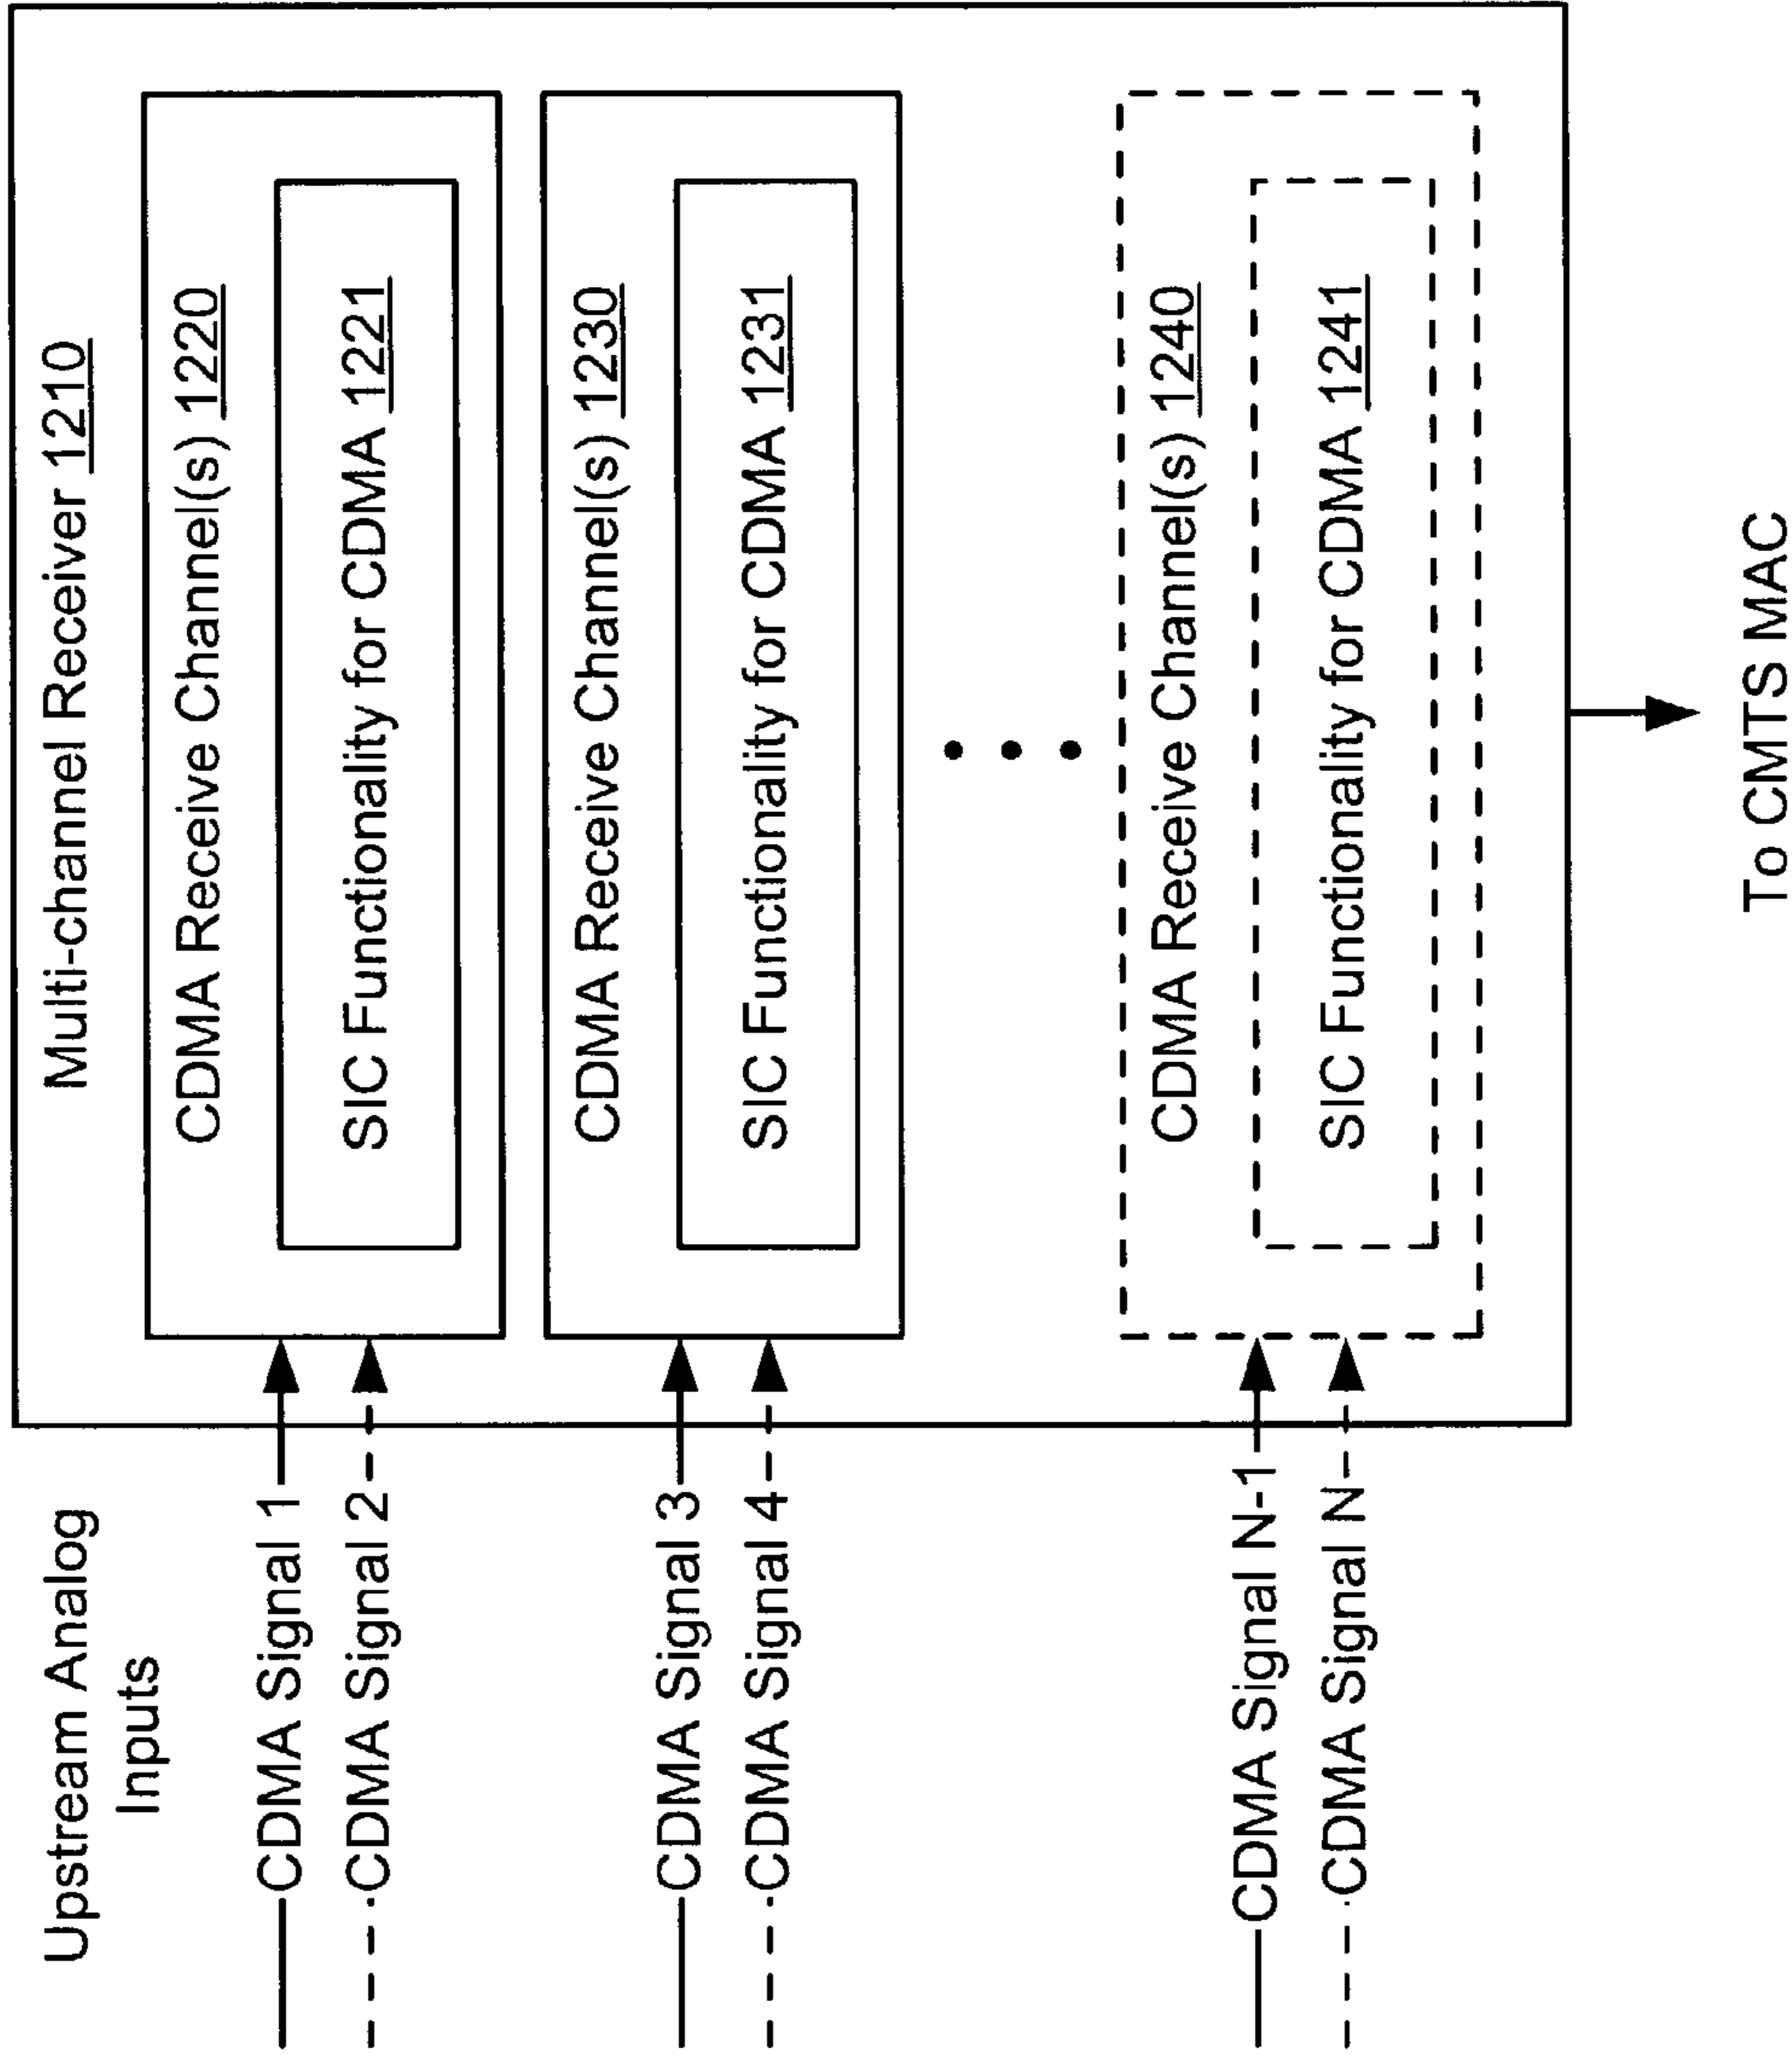 Upstream Analog
Inputs
Multi-channel Receiver 1210
CDMA Receive Channel(s) 1220
SIC Functionality for CDMA 1221
CDMA Signal 1
CDMA Signal 2
CDMA Receive Channel(s) 1230
SIC Functionality for CDMA 1231
CDMA Signal 3
CDMA Signal 4
CDMA Receive Channel(s) 1240
SIC Functionality for CDMA 1241
CDMA Signal N-1
CDMA Signal N
To CMTS MAC